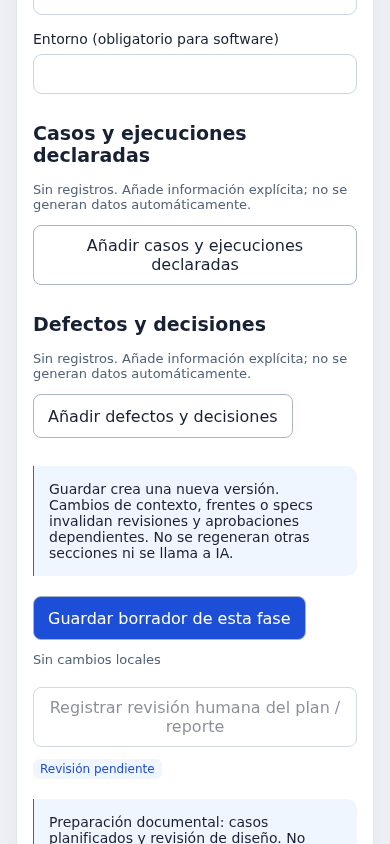 Entorno (obligatorio para software)
Casos y ejecuciones
declaradas
Sin registros. Añade información explícita; no se
generan datos automáticamente.
Añadir casos y ejecuciones
declaradas
Defectos y decisiones
Sin registros. Añade información explícita; no se
generan datos automáticamente.
Añadir defectos y decisiones
Guardar crea una nueva versión.
Cambios de contexto, frentes o specs
invalidan revisiones y aprobaciones
dependientes. No se regeneran otras
secciones ni se llama a IA.
Guardar borrador de esta fase
Sin cambios locales
Registrar revisión humana del plan /
reporte
Revisión pendiente
Preparación documental: casos
planificados y revisión de diseño. No